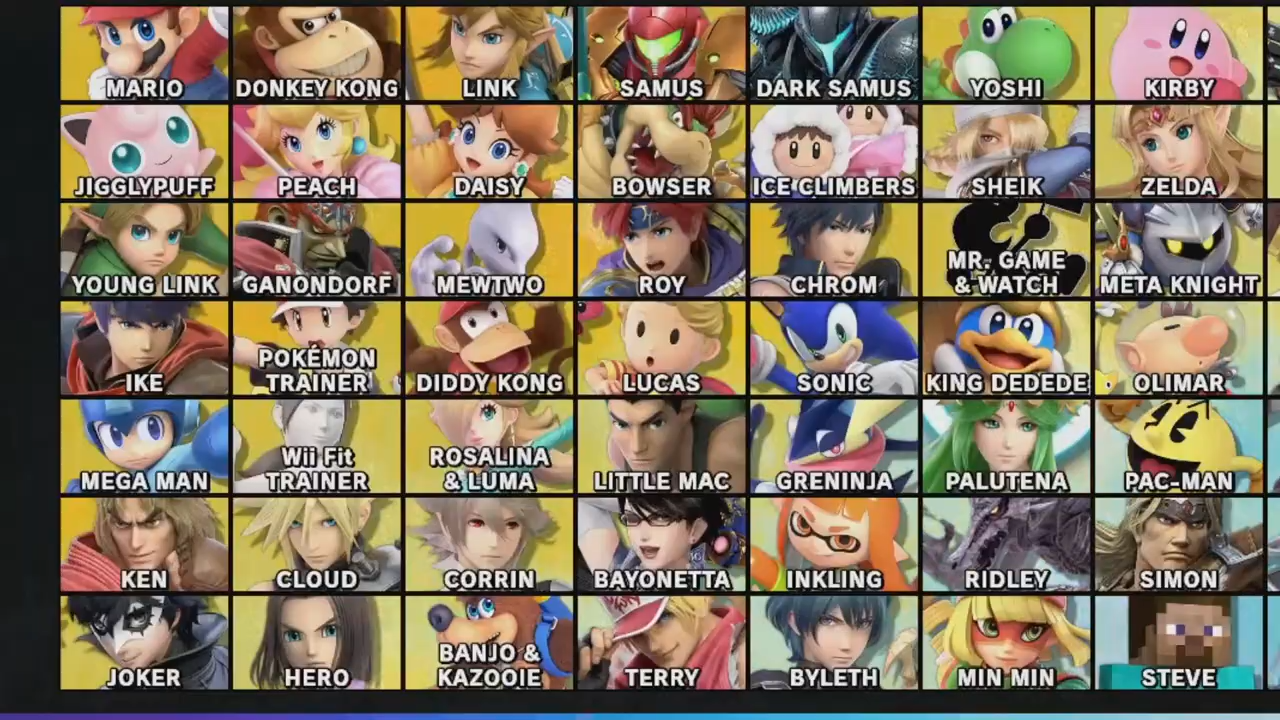 MARIO
DONKEY KONG
LINK
SAMUS
DARK SAMUS
YOSHI
KIRBY
JIGGLYPUFF
PEACH
DAISY
BOWSER
ICE CLIMBERS
SHEIK
ZELDA
YOUNG LINK
GANONDORF
MEWTWO
ROY
CHROM
MR. GAME
& WATCH
META KNIGHT
IKE
POKÉMON
TRAINER
DIDDY KONG
LUCAS
SONIC
KING DEDEDE
OLIMAR
MEGA MAN
Wii Fit
TRAINER
ROSALINA
& LUMA
LITTLE MAC
GRENINJA
PALUTENA
PAC-MAN
KEN
CLOUD
CORRIN
BAYONETTA
INKLING
RIDLEY
SIMON
JOKER
HERO
BANJO &
KAZOOIE
TERRY
BYLETH
MIN MIN
STEVE